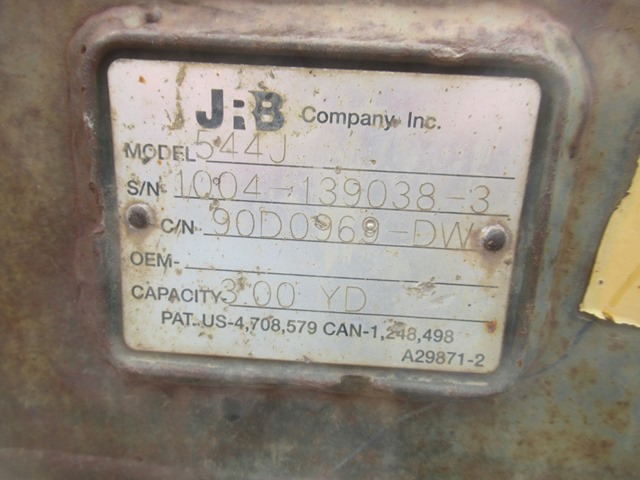 JRB Company, Inc.
MODEL 544J
S/N 1004-139038-3
C/N 90D0969-DW
OEM-
CAPACITY 3.00 YD
PAT. US-4,708,579 CAN-1,248,498
A29871-2